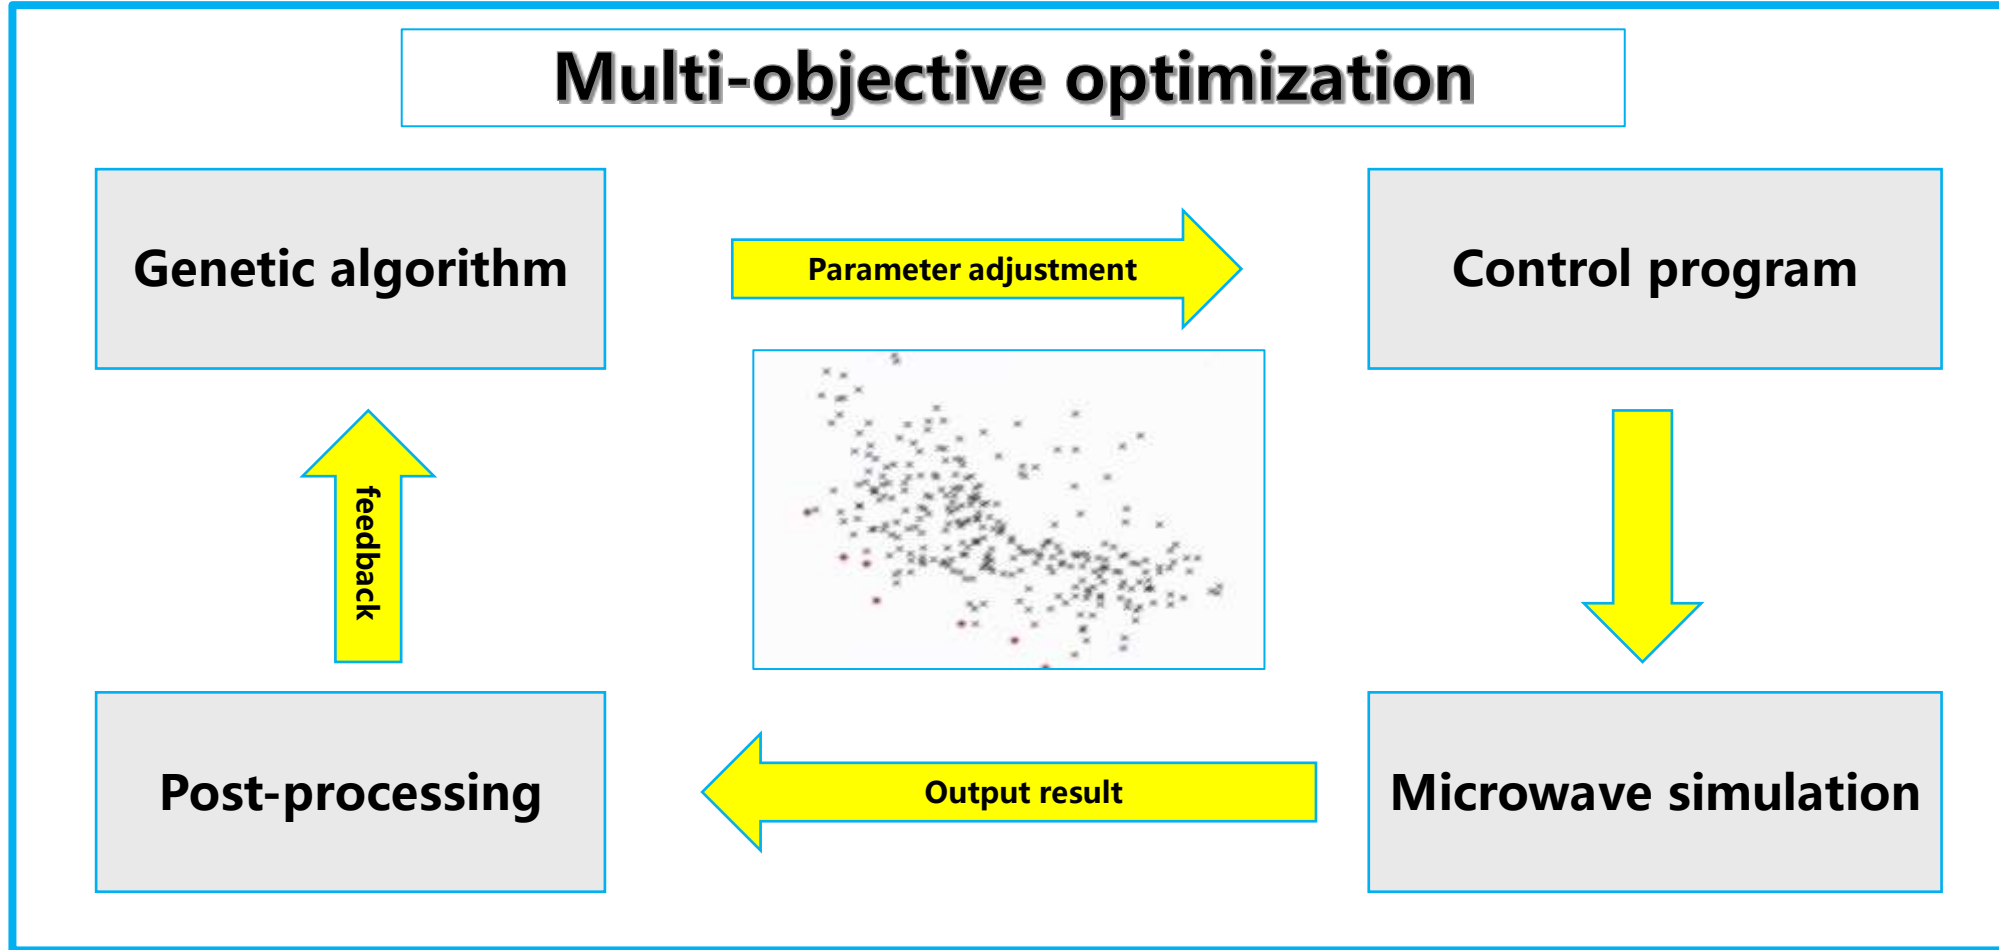 Multi-objective optimization
Genetic algorithm
Parameter adjustment
Control program
feedback
Post-processing
Output result
Microwave simulation